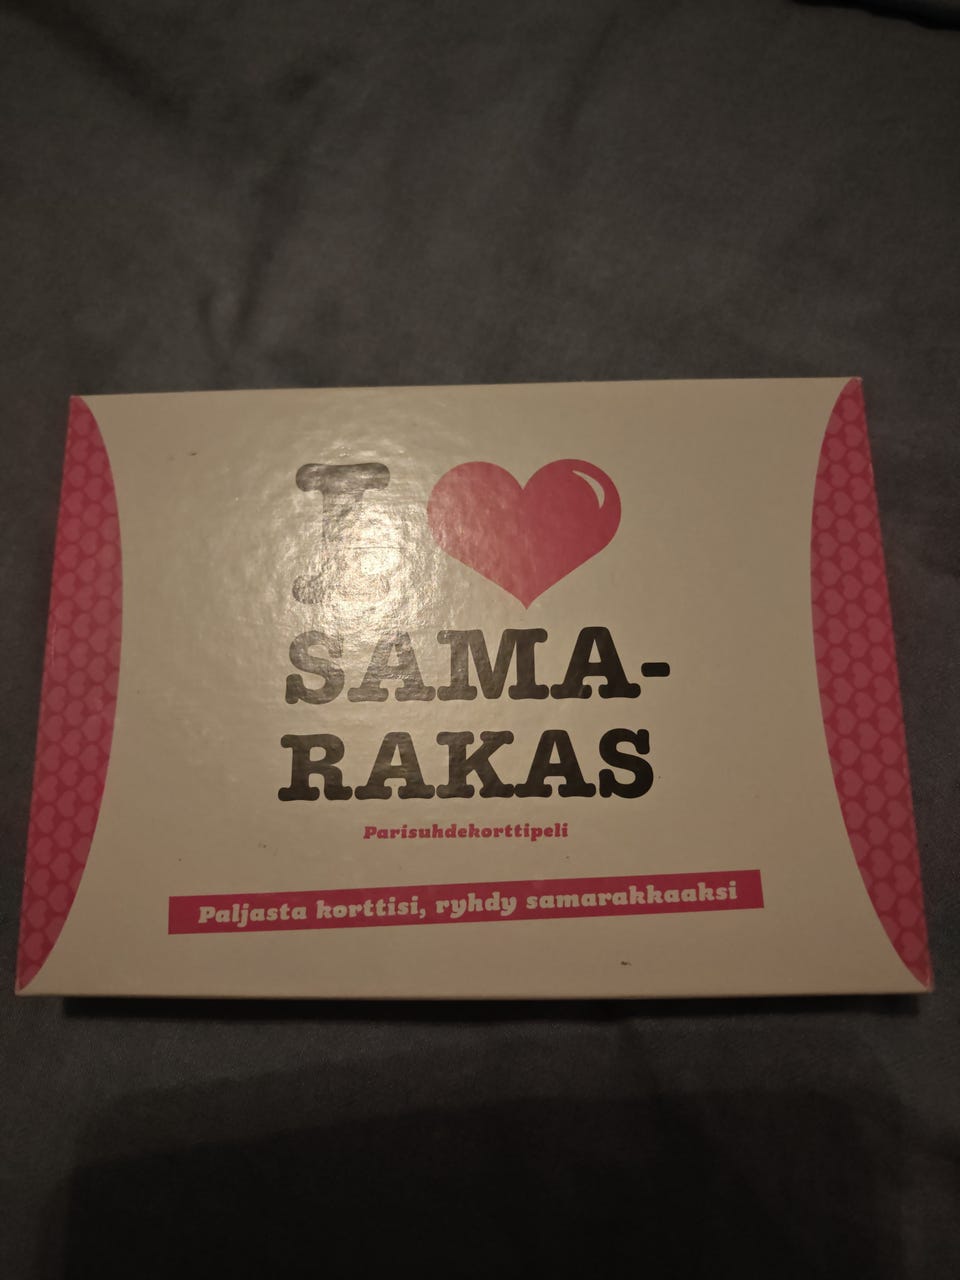 I
SAMA-
RAKAS
Parisuhdekorttipeli
Paljasta korttisi, ryhdy samarakkaaksi